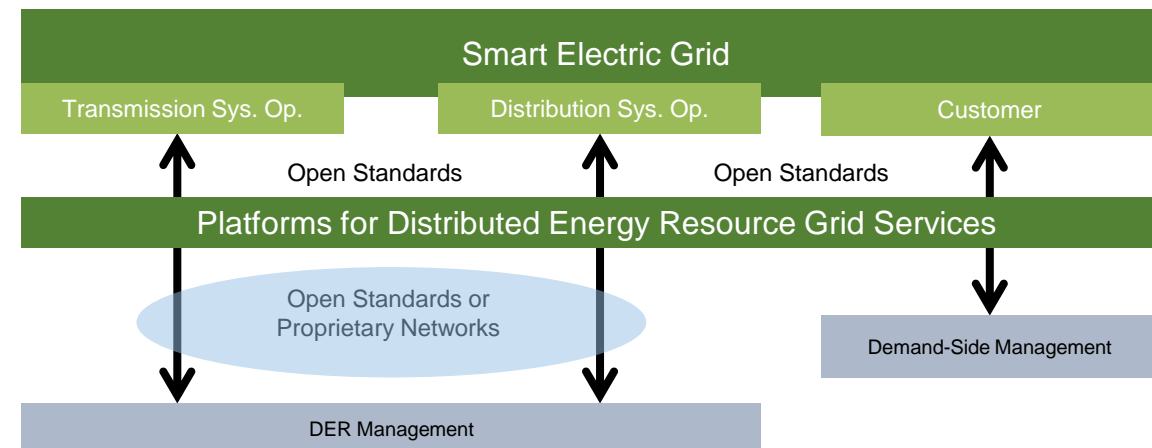 Smart Electric Grid
Transmission Sys. Op.
Distribution Sys. Op.
Customer
Open Standards
Open Standards
Platforms for Distributed Energy Resource Grid Services
Open Standards or
Proprietary Networks
Demand-Side Management
DER Management